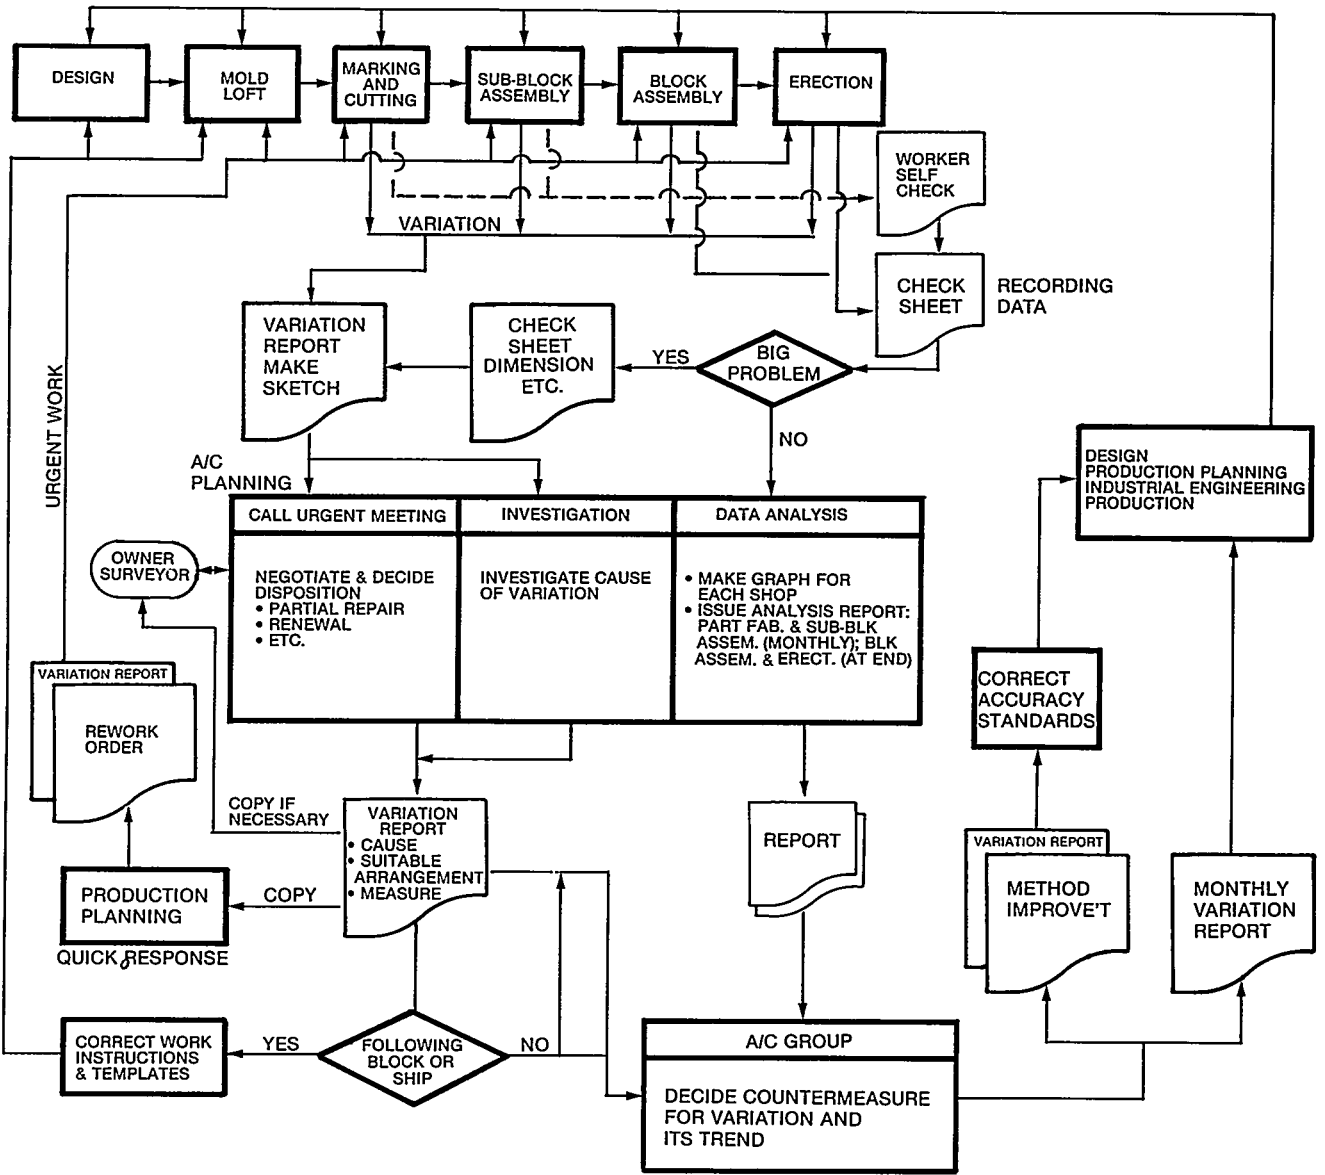 DESIGN
MOLD
LOFT
MARKING
AND
CUTTING
SUB-BLOCK
ASSEMBLY
BLOCK
ASSEMBLY
ERECTION
WORKER
SELF
CHECK
VARIATION
CHECK
SHEET
RECORDING
DATA
VARIATION
REPORT
MAKE
SKETCH
CHECK
SHEET
DIMENSION
ETC.
YES
BIG
PROBLEM
NO
URGENT WORK
A/C
PLANNING
CALL URGENT MEETING
NEGOTIATE & DECIDE
DISPOSITION
• PARTIAL REPAIR
• RENEWAL
• ETC.
INVESTIGATION
INVESTIGATE CAUSE
OF VARIATION
DATA ANALYSIS
• MAKE GRAPH FOR
EACH SHOP
• ISSUE ANALYSIS REPORT:
PART FAB. & SUB-BLK
ASSEM. (MONTHLY); BLK
ASSEM. & ERECT. (AT END)
DESIGN
PRODUCTION PLANNING
INDUSTRIAL ENGINEERING
PRODUCTION
OWNER
SURVEYOR
VARIATION REPORT
REWORK
ORDER
CORRECT
ACCURACY
STANDARDS
COPY IF
NECESSARY
VARIATION
REPORT
• CAUSE
• SUITABLE
ARRANGEMENT
• MEASURE
REPORT
VARIATION REPORT
METHOD
IMPROVE'T
MONTHLY
VARIATION
REPORT
PRODUCTION
PLANNING
COPY
QUICK RESPONSE
CORRECT WORK
INSTRUCTIONS
& TEMPLATES
YES
FOLLOWING
BLOCK OR
SHIP
NO
A/C GROUP
DECIDE COUNTERMEASURE
FOR VARIATION AND
ITS TREND